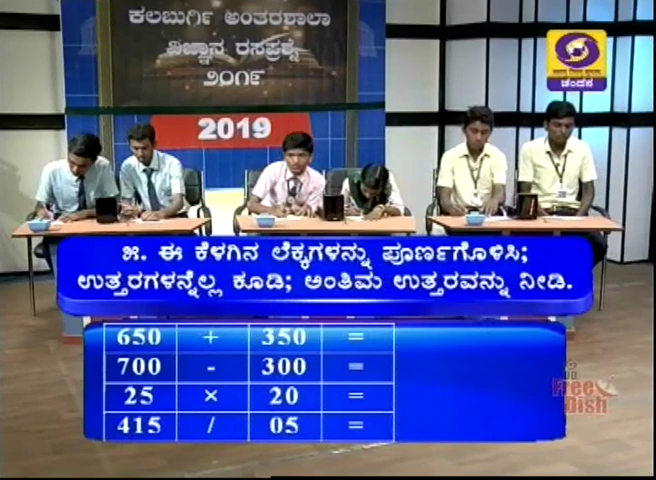 ಕಲಬುರ್ಗಿ ಅಂತರಶಾಲಾ
ವಿಜ್ಞಾನ ರಸಪ್ರಶ್ನೆ
೨೦೧೯
2019
ಚಂದನ
೫. ಈ ಕೆಳಗಿನ ಲೆಕ್ಕಗಳನ್ನು ಪೂರ್ಣಗೊಳಿಸಿ;
ಉತ್ತರಗಳನ್ನೆಲ್ಲ ಕೂಡಿ; ಅಂತಿಮ ಉತ್ತರವನ್ನು ನೀಡಿ.
650 + 350 =
700 - 300 =
25 × 20 =
415 / 05 =
DD
Free
Dish